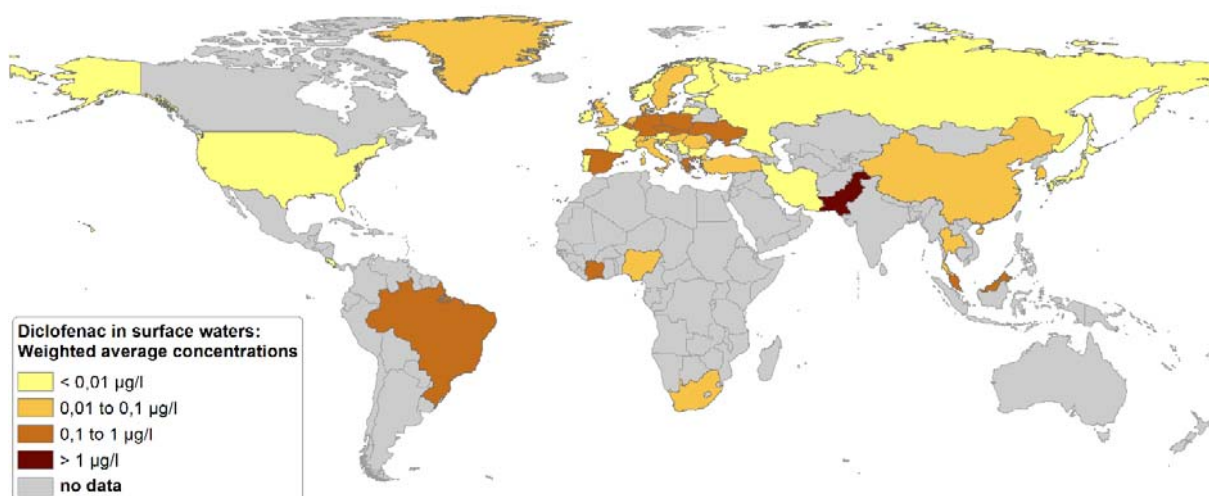 Diclofenac in surface waters:
Weighted average concentrations
< 0,01 µg/l
0,01 to 0,1 µg/l
0,1 to 1 µg/l
> 1 µg/l
no data